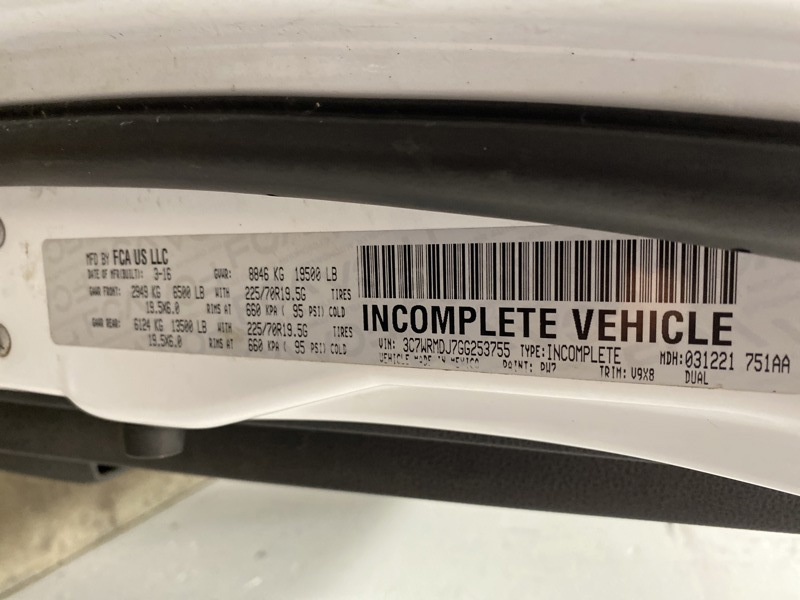 MFD BY FCA US LLC
DATE OF MFR(BUILT): 3-16 GVWR: 8846 KG 19500 LB
GAWR FRONT: 2949 KG 6500 LB WITH 225/70R19.5G TIRES
19.5X6.0 RIMS AT 660 KPA ( 95 PSI) COLD
GAWR REAR: 6124 KG 13500 LB WITH 225/70R19.5G TIRES
19.5X6.0 RIMS AT 660 KPA ( 95 PSI) COLD
INCOMPLETE VEHICLE
VIN: 3C7WRMDJ7GG253755 TYPE: INCOMPLETE MDH: 031221 751AA
VEHICLE MADE IN MEXICO PAINT: PW7 TRIM: V9X8 DUAL